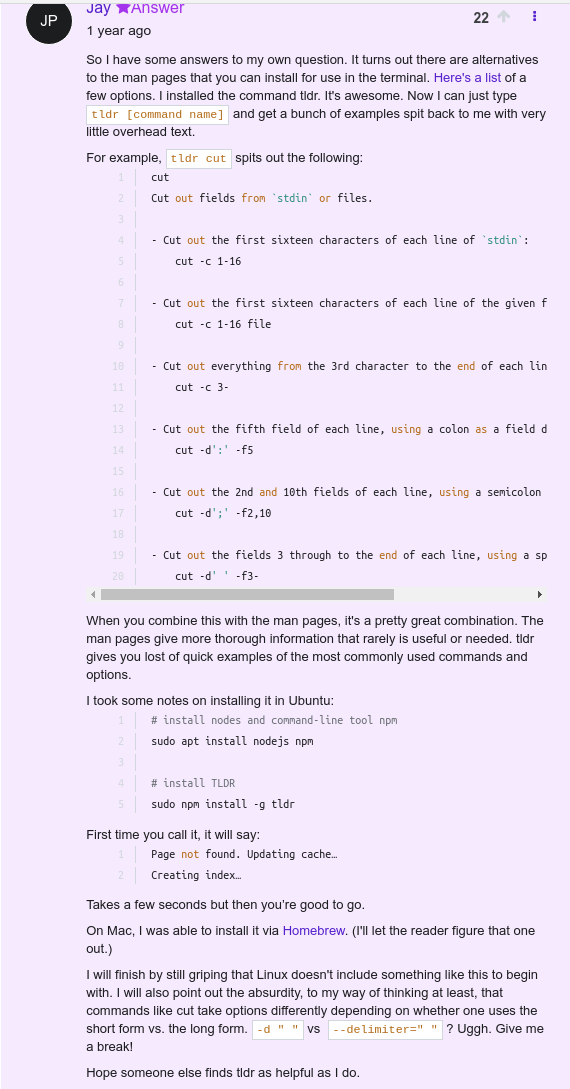 Jay ★Answer
JP
1 year ago
22
So I have some answers to my own question. It turns out there are alternatives
to the man pages that you can install for use in the terminal. Here's a list of a
few options. I installed the command tldr. It's awesome. Now I can just type
tldr [command name] and get a bunch of examples spit back to me with very
little overhead text.
For example, tldr cut spits out the following:
1 cut
2 Cut out fields from `stdin` or files.
3
4 - Cut out the first sixteen characters of each line of `stdin`:
5 cut -c 1-16
6
7 - Cut out the first sixteen characters of each line of the given f
8 cut -c 1-16 file
9
10 - Cut out everything from the 3rd character to the end of each lin
11 cut -c 3-
12
13 - Cut out the fifth field of each line, using a colon as a field d
14 cut -d':' -f5
15
16 - Cut out the 2nd and 10th fields of each line, using a semicolon
17 cut -d';' -f2,10
18
19 - Cut out the fields 3 through to the end of each line, using a sp
20 cut -d' ' -f3-
When you combine this with the man pages, it's a pretty great combination. The
man pages give more thorough information that rarely is useful or needed. tldr
gives you lost of quick examples of the most commonly used commands and
options.
I took some notes on installing it in Ubuntu:
1 # install nodes and command-line tool npm
2 sudo apt install nodejs npm
3
4 # install TLDR
5 sudo npm install -g tldr
First time you call it, it will say:
1 Page not found. Updating cache…
2 Creating index…
Takes a few seconds but then you're good to go.
On Mac, I was able to install it via Homebrew. (I'll let the reader figure that one
out.)
I will finish by still griping that Linux doesn't include something like this to begin
with. I will also point out the absurdity, to my way of thinking at least, that
commands like cut take options differently depending on whether one uses the
short form vs. the long form. -d " " vs --delimiter=" " ? Uggh. Give me
a break!
Hope someone else finds tldr as helpful as I do.